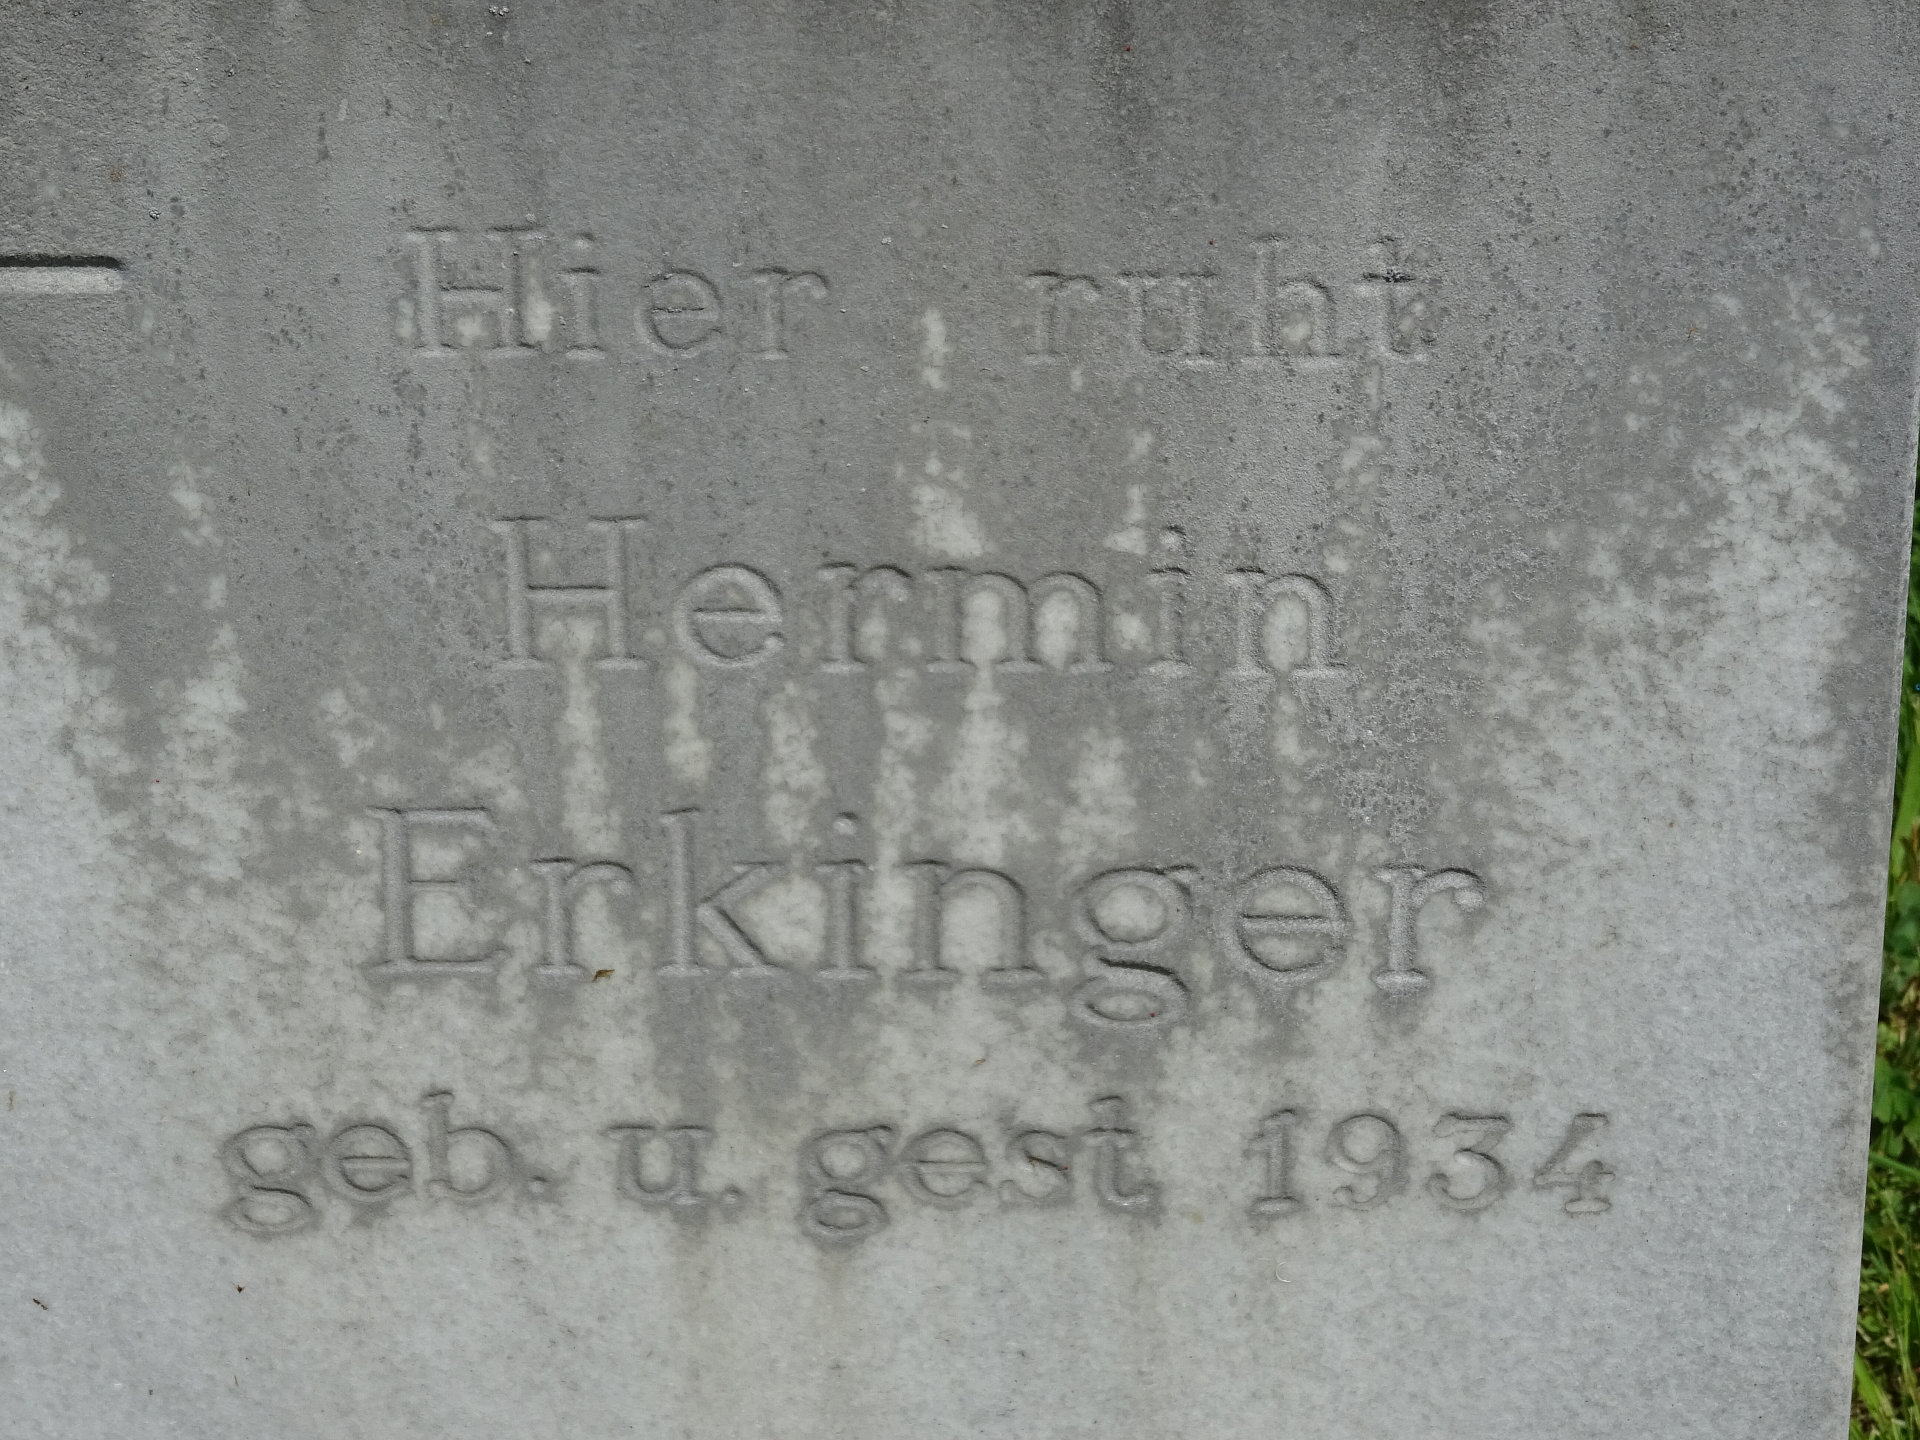 Hier ruht
Hermin
Erkinger
geb. u. gest 1934